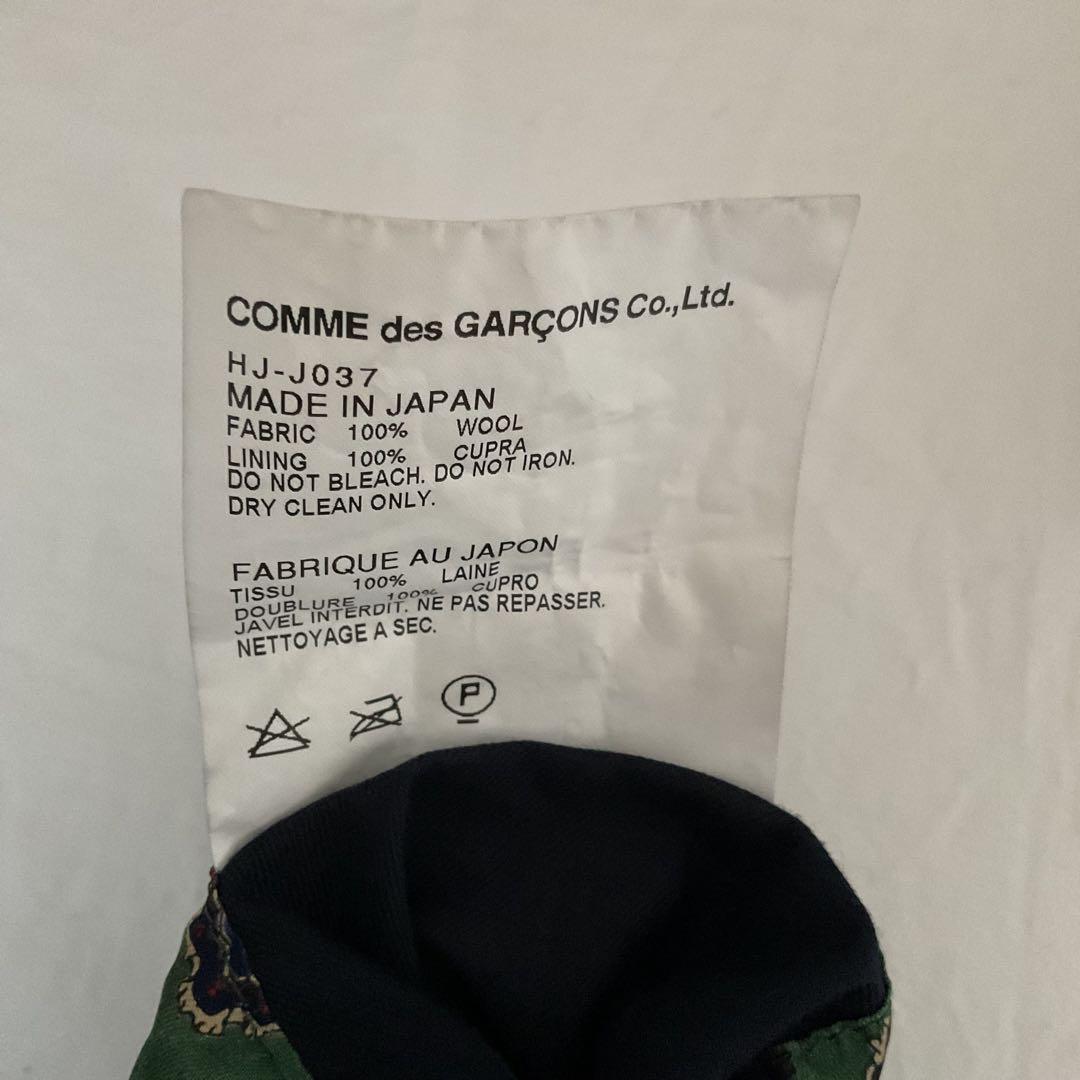 COMME des GARÇONS Co.,Ltd.
HJ-J037
MADE IN JAPAN
FABRIC 100% WOOL
LINING 100% CUPRA
DO NOT BLEACH. DO NOT IRON.
DRY CLEAN ONLY.
FABRIQUE AU JAPON
TISSU 100% LAINE
DOUBLURE 100% CUPRO
JAVEL INTERDIT. NE PAS REPASSER.
NETTOYAGE A SEC.
P